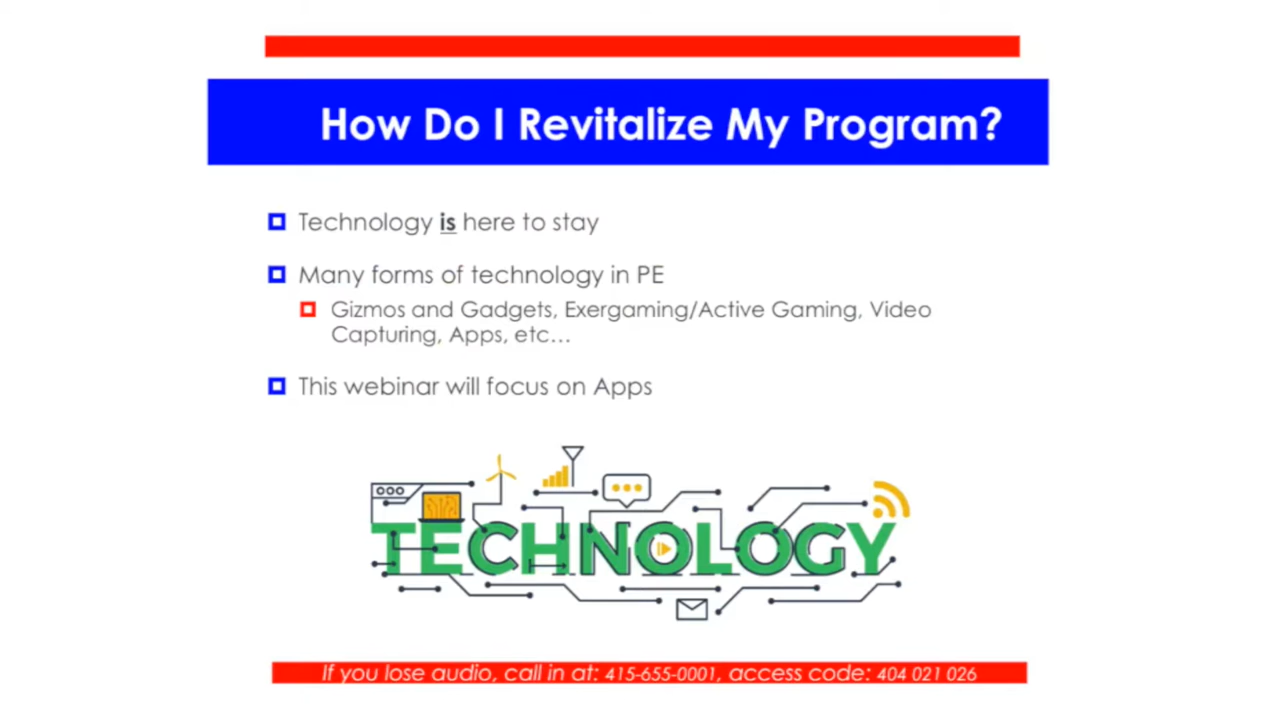 How Do I Revitalize My Program?
Technology is here to stay
Many forms of technology in PE
Gizmos and Gadgets, Exergaming/Active Gaming, Video
Capturing, Apps, etc…
This webinar will focus on Apps
TECHNOLOGY
If you lose audio, call in at: 415-655-0001, access code: 404 021 026